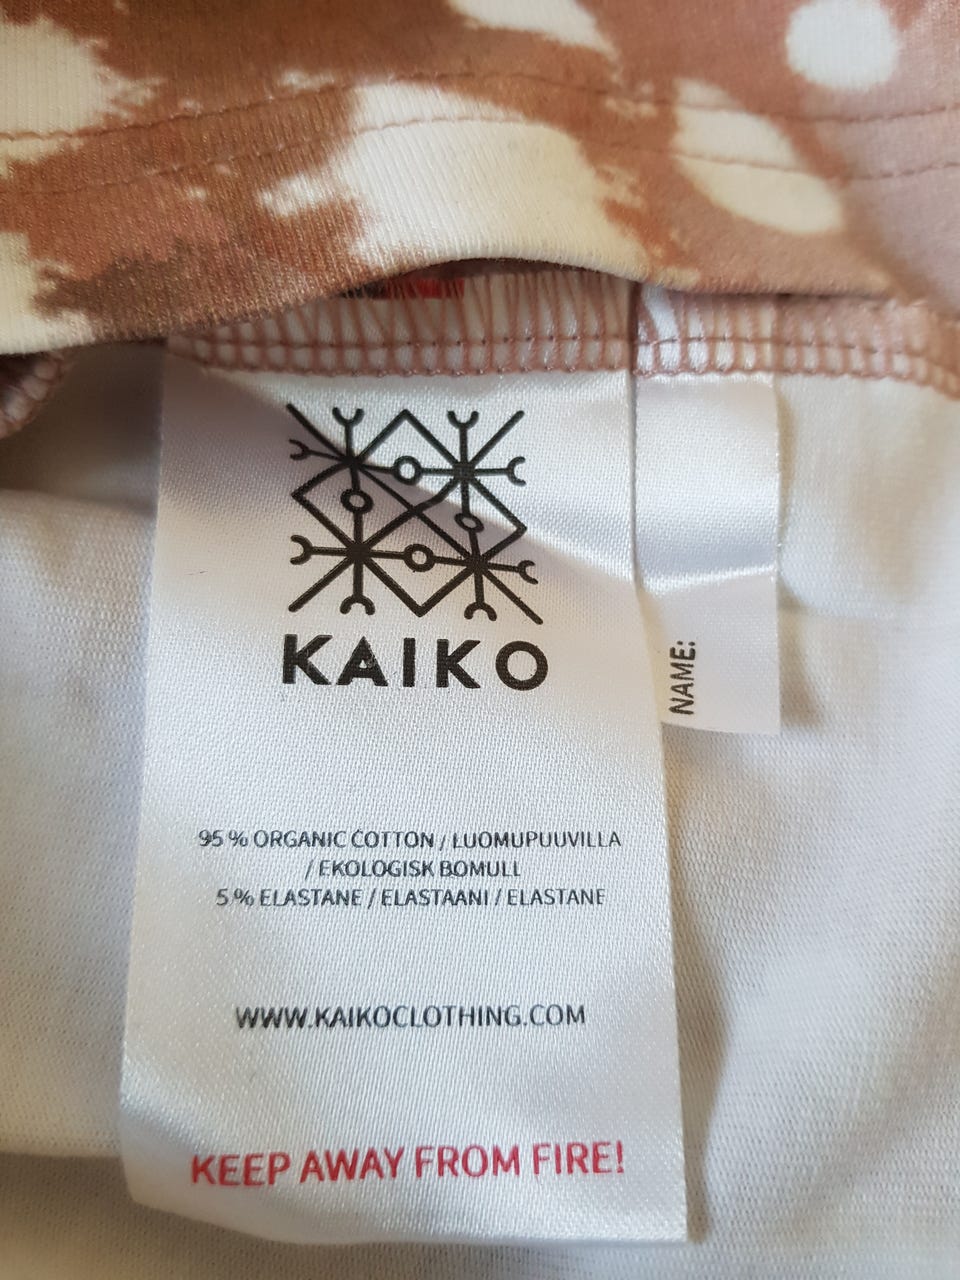 KAIKO
NAME:
95 % ORGANIC COTTON / LUOMUPUUVILLA
/ EKOLOGISK BOMULL
5 % ELASTANE / ELASTAANI / ELASTANE
WWW.KAIKOCLOTHING.COM
KEEP AWAY FROM FIRE!